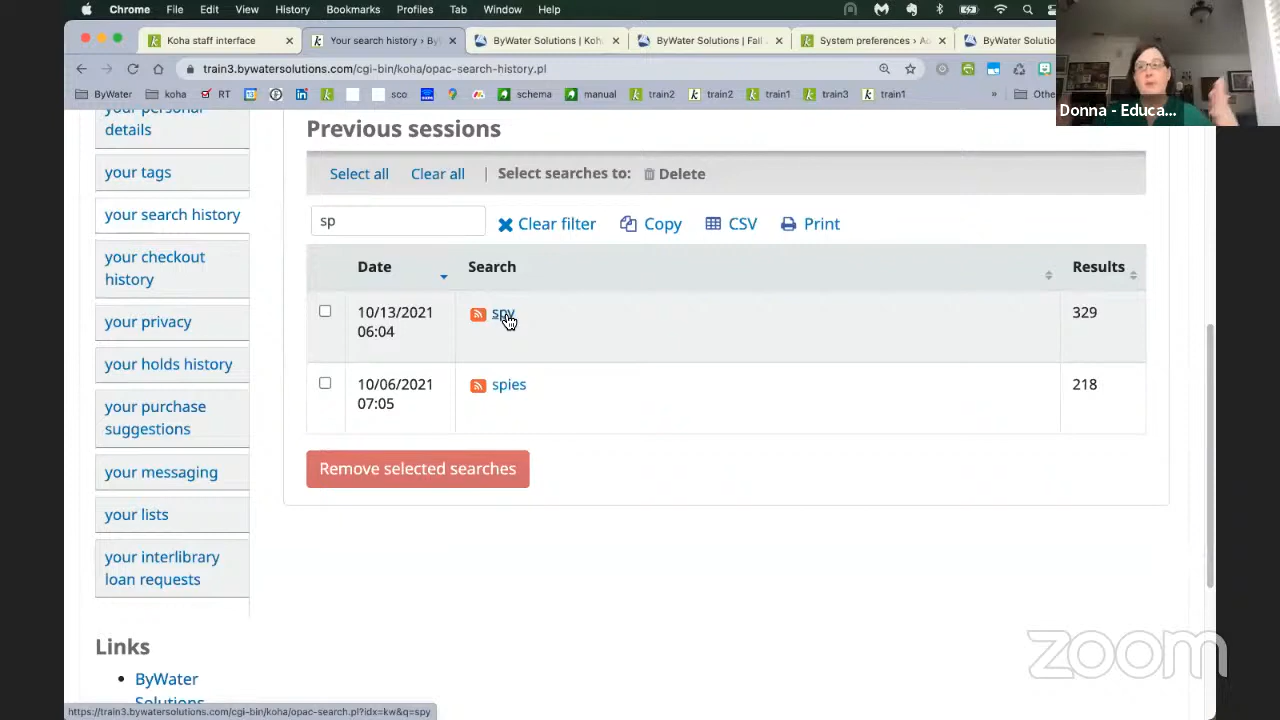 Chrome File Edit View History Bookmarks Profiles Tab Window Help
Koha staff interface
Your search history › ByW
ByWater Solutions | Koh
ByWater Solutions | Fall
System preferences › Ad
ByWater Solutio
train3.bywatersolutions.com/cgi-bin/koha/opac-search-history.pl
ByWater koha RT sco schema manual train2 train2 train1 train3 train1 » Othe
Donna - Educa...
your personal
details
your tags
your search history
your checkout
history
your privacy
your holds history
your purchase
suggestions
your messaging
your lists
your interlibrary
loan requests
Links
• ByWater
Solutions
Previous sessions
Select all Clear all | Select searches to: Delete
sp Clear filter Copy CSV Print
Date Search Results
10/13/2021 spy 329
06:04
10/06/2021 spies 218
07:05
Remove selected searches
zoom
https://train3.bywatersolutions.com/cgi-bin/koha/opac-search.pl?idx=kw&q=spy